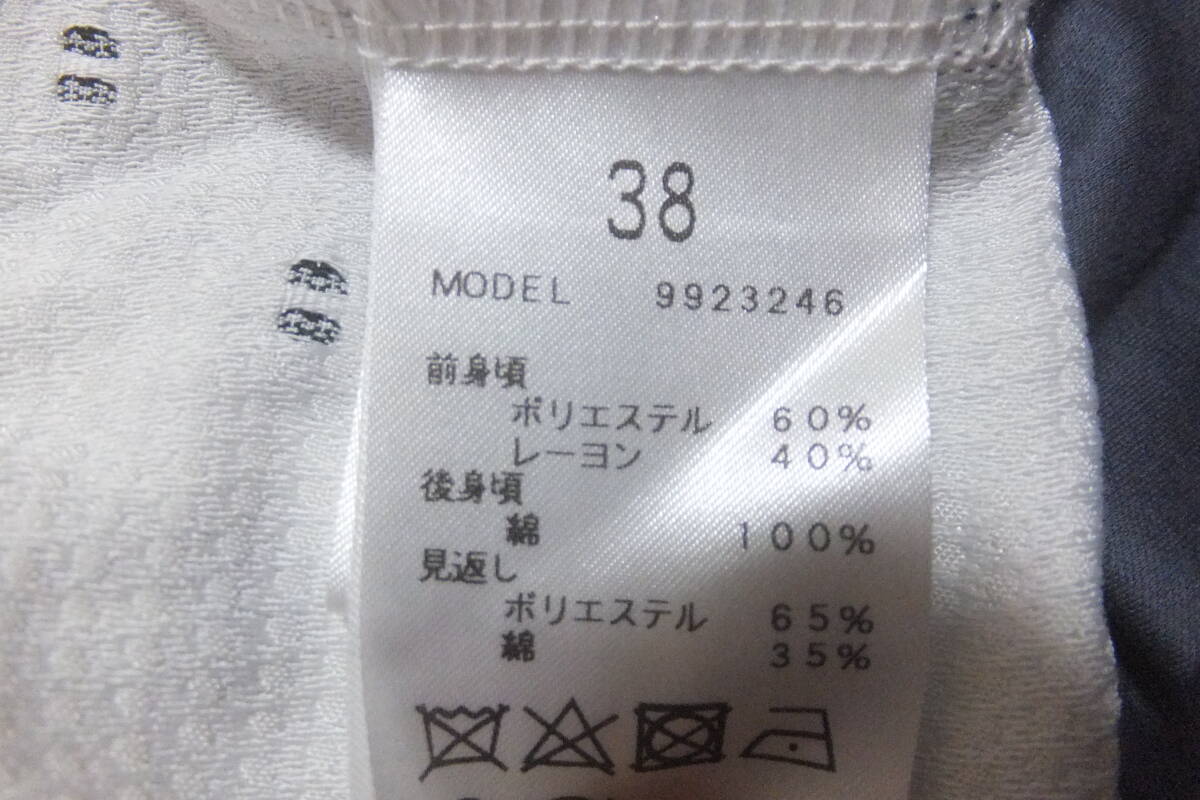 38
MODEL 9923246
前身頃
ポリエステル 60%
レーヨン 40%
後身頃
綿 100%
見返し
ポリエステル 65%
綿 35%